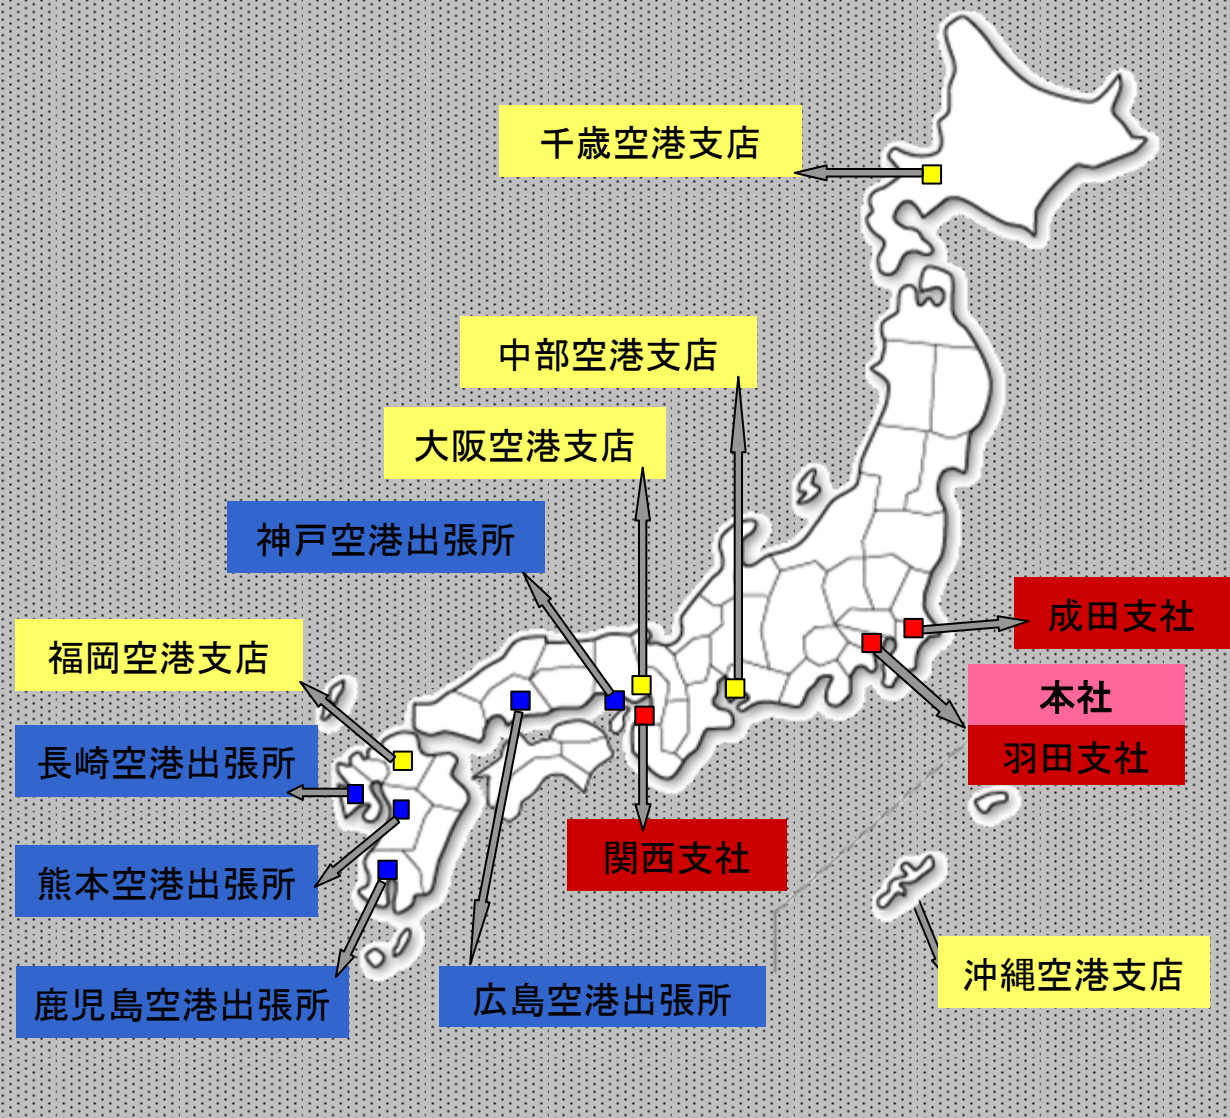 千歳空港支店
中部空港支店
大阪空港支店
神戸空港出張所
成田支社
福岡空港支店
本社
羽田支社
長崎空港出張所
関西支社
熊本空港出張所
沖縄空港支店
鹿児島空港出張所
広島空港出張所